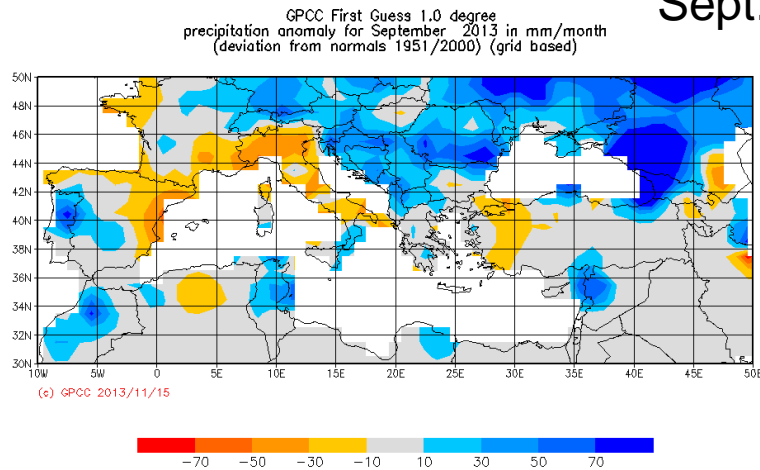 Sept.
GPCC First Guess 1.0 degree
precipitation anomaly for September 2013 in mm/month
(deviation from normals 1951/2000) (grid based)
50N
48N
46N
44N
42N
40N
38N
36N
34N
32N
30N
10W 5W 0 5E 10E 15E 20E 25E 30E 35E 40E 45E 50E
(c) GPCC 2013/11/15
-70 -50 -30 -10 10 30 50 70